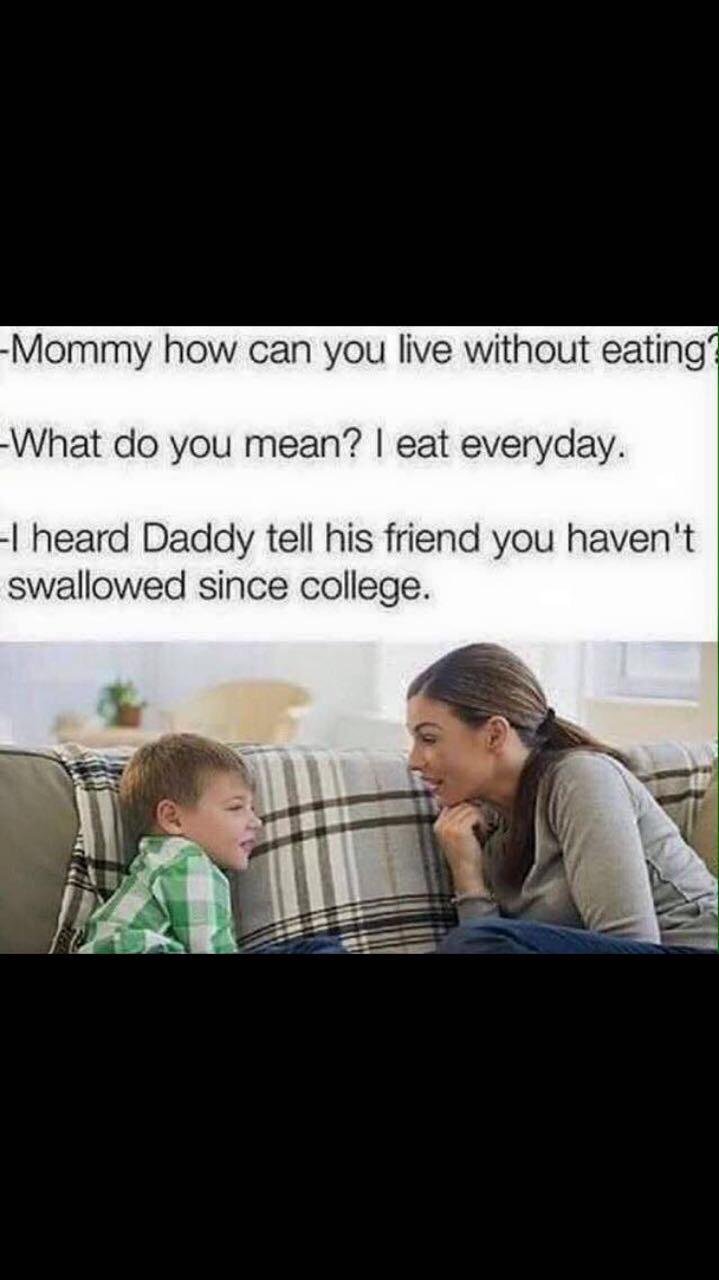 -Mommy how can you live without eating?
-What do you mean? I eat everyday.
-I heard Daddy tell his friend you haven't
swallowed since college.